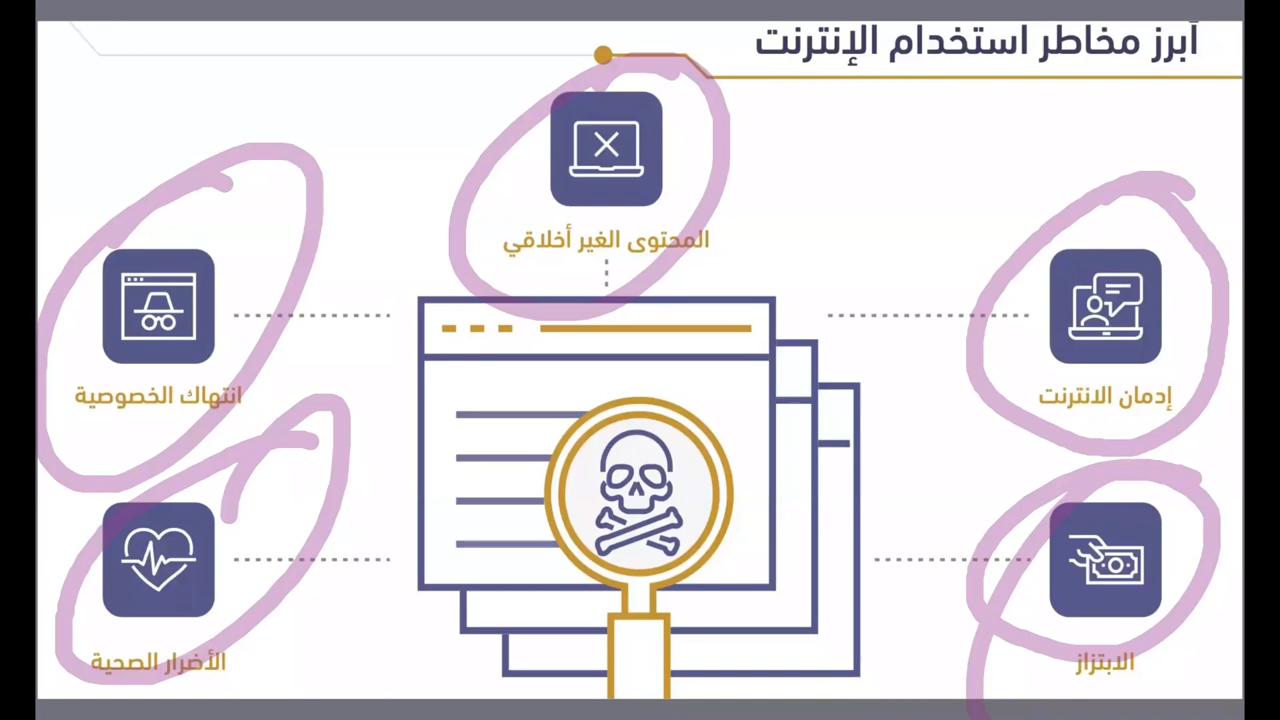 أبرز مخاطر استخدام الإنترنت
المحتوى الغير أخلاقي
إدمان الانترنت
انتهاك الخصوصية
الابتزاز
الأضرار الصحية